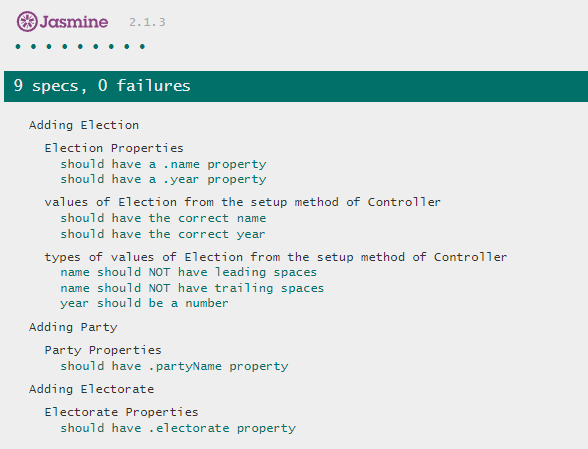 Jasmine 2.1.3
9 specs, 0 failures
Adding Election
Election Properties
should have a .name property
should have a .year property
values of Election from the setup method of Controller
should have the correct name
should have the correct year
types of values of Election from the setup method of Controller
name should NOT have leading spaces
name should NOT have trailing spaces
year should be a number
Adding Party
Party Properties
should have .partyName property
Adding Electorate
Electorate Properties
should have .electorate property